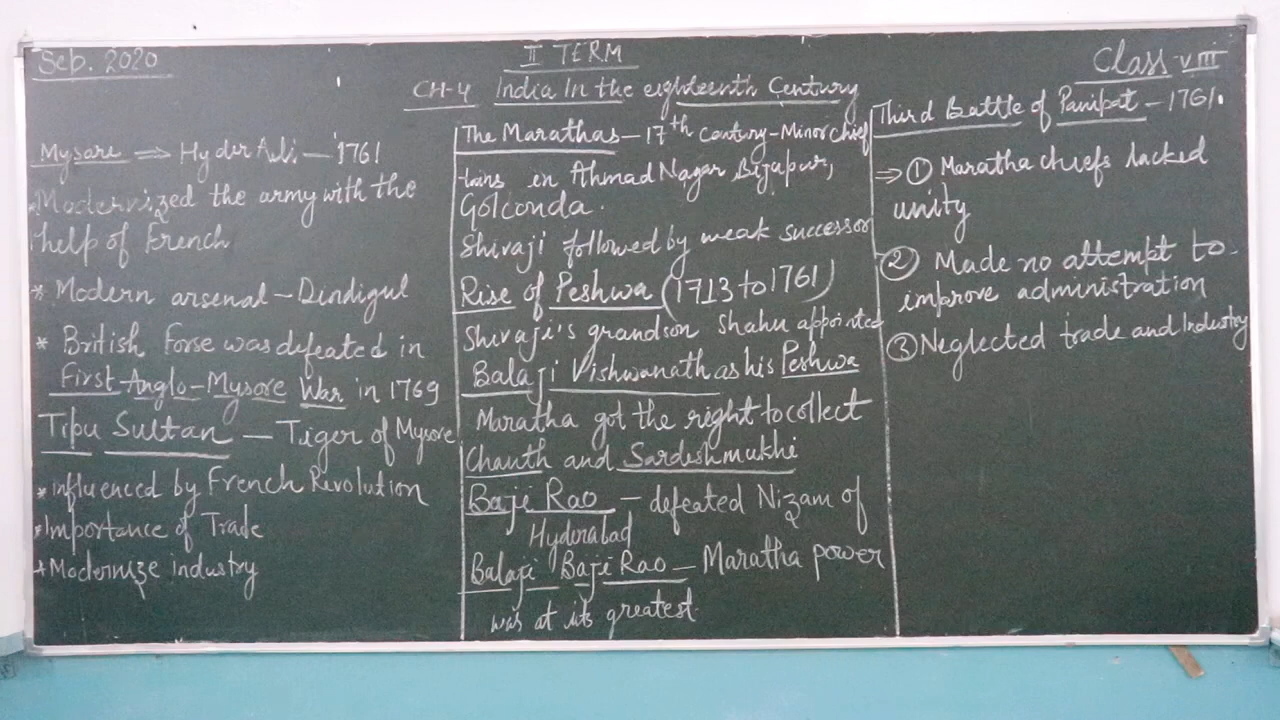 Seb. 2020
II TERM
Class-VIII
CH-4 India In the eighteenth Century
Mysore ⇒ Hyder Ali — 1761
Modernized the army with the
help of French
* Modern arsenal - Dindigul
* British Forse was defeated in
First Anglo-Mysore War in 1769
Tipu Sultan — Tiger of Mysore
* influenced by French Revolution
* Importance of Trade
* Modernize industry
The Marathas - 17th Century - Minor chief
tains in Ahmad Nagar Bijapur,
Golconda.
Shivaji followed by weak successor
Rise of Peshwa (1713 to 1761)
Shivaji's grandson Shahu appointed
Balaji Vishwanath as his Peshwa
Maratha got the right to collect
Chauth and Sardeshmukhi
Baji Rao - defeated Nizam of
Hyderabad
Balaji Baji Rao - Maratha power
was at its greatest.
Third Battle of Panipat - 1761.
⇒ ① Maratha chiefs lacked
unity
② Made no attempt to
improve administration
③ Neglected trade and Industry